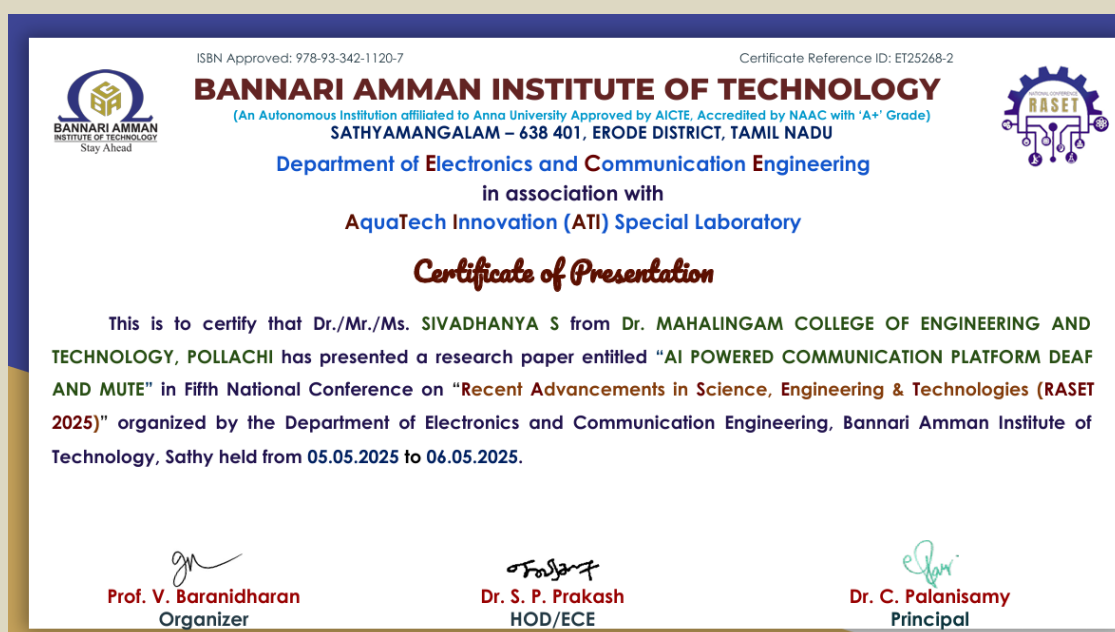 ISBN Approved: 978-93-342-1120-7
Certificate Reference ID: ET25268-2
BANNARI AMMAN INSTITUTE OF TECHNOLOGY
(An Autonomous Institution affiliated to Anna University Approved by AICTE, Accredited by NAAC with ‘A+’ Grade)
SATHYAMANGALAM – 638 401, ERODE DISTRICT, TAMIL NADU
BANNARI AMMAN
INSTITUTE OF TECHNOLOGY
Stay Ahead
NATIONAL CONFERENCE
RASET
Department of Electronics and Communication Engineering
in association with
AquaTech Innovation (ATI) Special Laboratory
Certificate of Presentation
This is to certify that Dr./Mr./Ms. SIVADHANYA S from Dr. MAHALINGAM COLLEGE OF ENGINEERING AND
TECHNOLOGY, POLLACHI has presented a research paper entitled “AI POWERED COMMUNICATION PLATFORM DEAF
AND MUTE” in Fifth National Conference on “Recent Advancements in Science, Engineering & Technologies (RASET
2025)” organized by the Department of Electronics and Communication Engineering, Bannari Amman Institute of
Technology, Sathy held from 05.05.2025 to 06.05.2025.
Prof. V. Baranidharan
Organizer
Dr. S. P. Prakash
HOD/ECE
Dr. C. Palanisamy
Principal